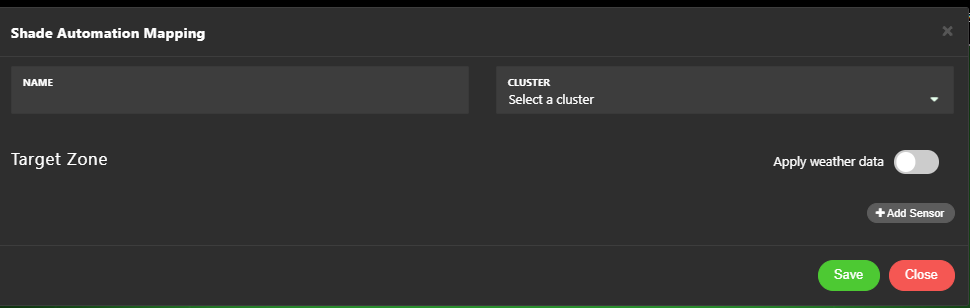 Shade Automation Mapping
NAME
CLUSTER
Select a cluster
Target Zone
Apply weather data
+ Add Sensor
Save
Close